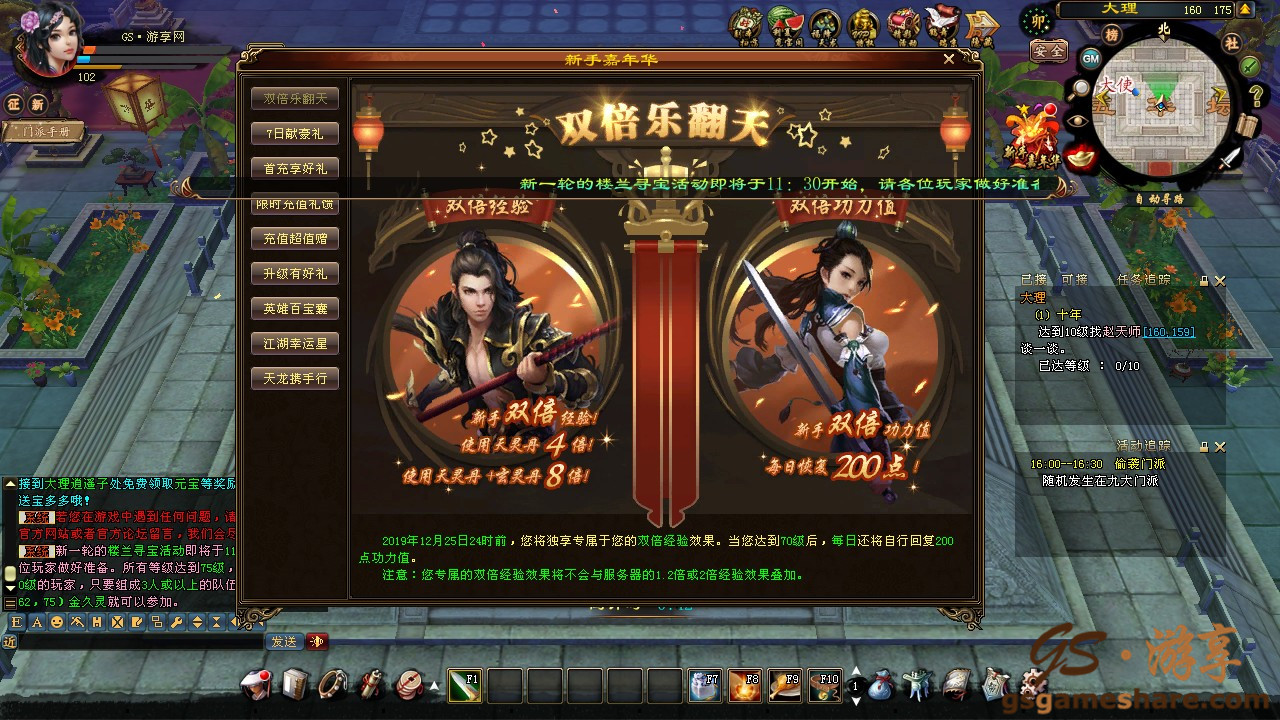 GS·游享网
102
征
新
门派手册
卯
大理
160 175
安全
榜
北
社
GM
大使
自动寻路
新手嘉年华
双倍乐翻天
7日献豪礼
首充享好礼
限时充值礼馈
充值超值赠
升级有好礼
英雄百宝囊
江湖幸运星
天龙携手行
双倍乐翻天
新一轮的楼兰寻宝活动即将于11:30开始，请各位玩家做好准备
双倍经验
双倍功力值
新手双倍经验!
使用天灵丹4倍!
使用天灵丹+玄灵丹8倍!
新手双倍功力值
每日恢复200点!
2019年12月25日24时前，您将独享专属于您的双倍经验效果。当您达到70级后，每日还将自行回复200
点功力值。
注意：您专属的双倍经验效果将不会与服务器的1.2倍或2倍经验效果叠加。
已接 可接 任务追踪
大理
(1) 十年
达到10级找赵天师[160,159]
谈一谈。
已达等级 ： 0/10
活动追踪
16:00--16:30 偷袭门派
随机发生在九大门派
接到大理逍遥子处免费领取元宝等奖励
送宝多多哦！
系统 若您在游戏中遇到任何问题，请
官方网站或者官方论坛留言，我们会尽
系统 新一轮的楼兰寻宝活动即将于11
位玩家做好准备。所有等级达到75级，
0级的玩家，只要组成3人或以上的队伍
62，75）金久灵就可以参加。
近
发送
F1
F7
F8
F9
F10
1
GS·游享
gsgameshare.com